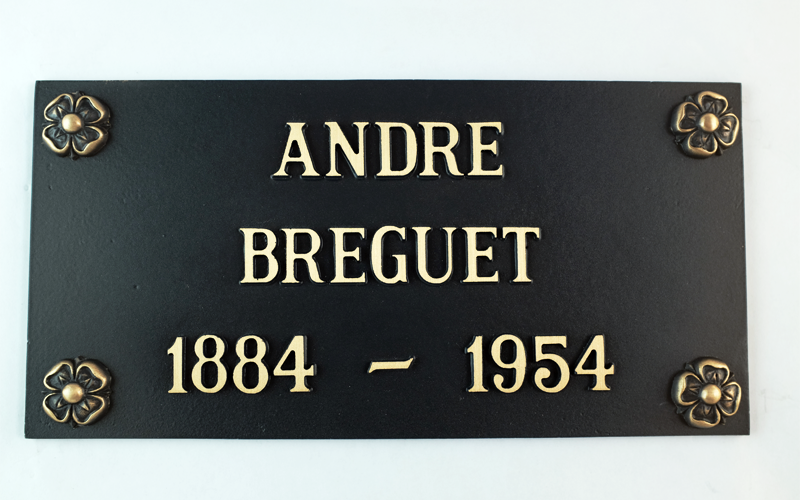 ANDRE
BREGUET
1884 - 1954